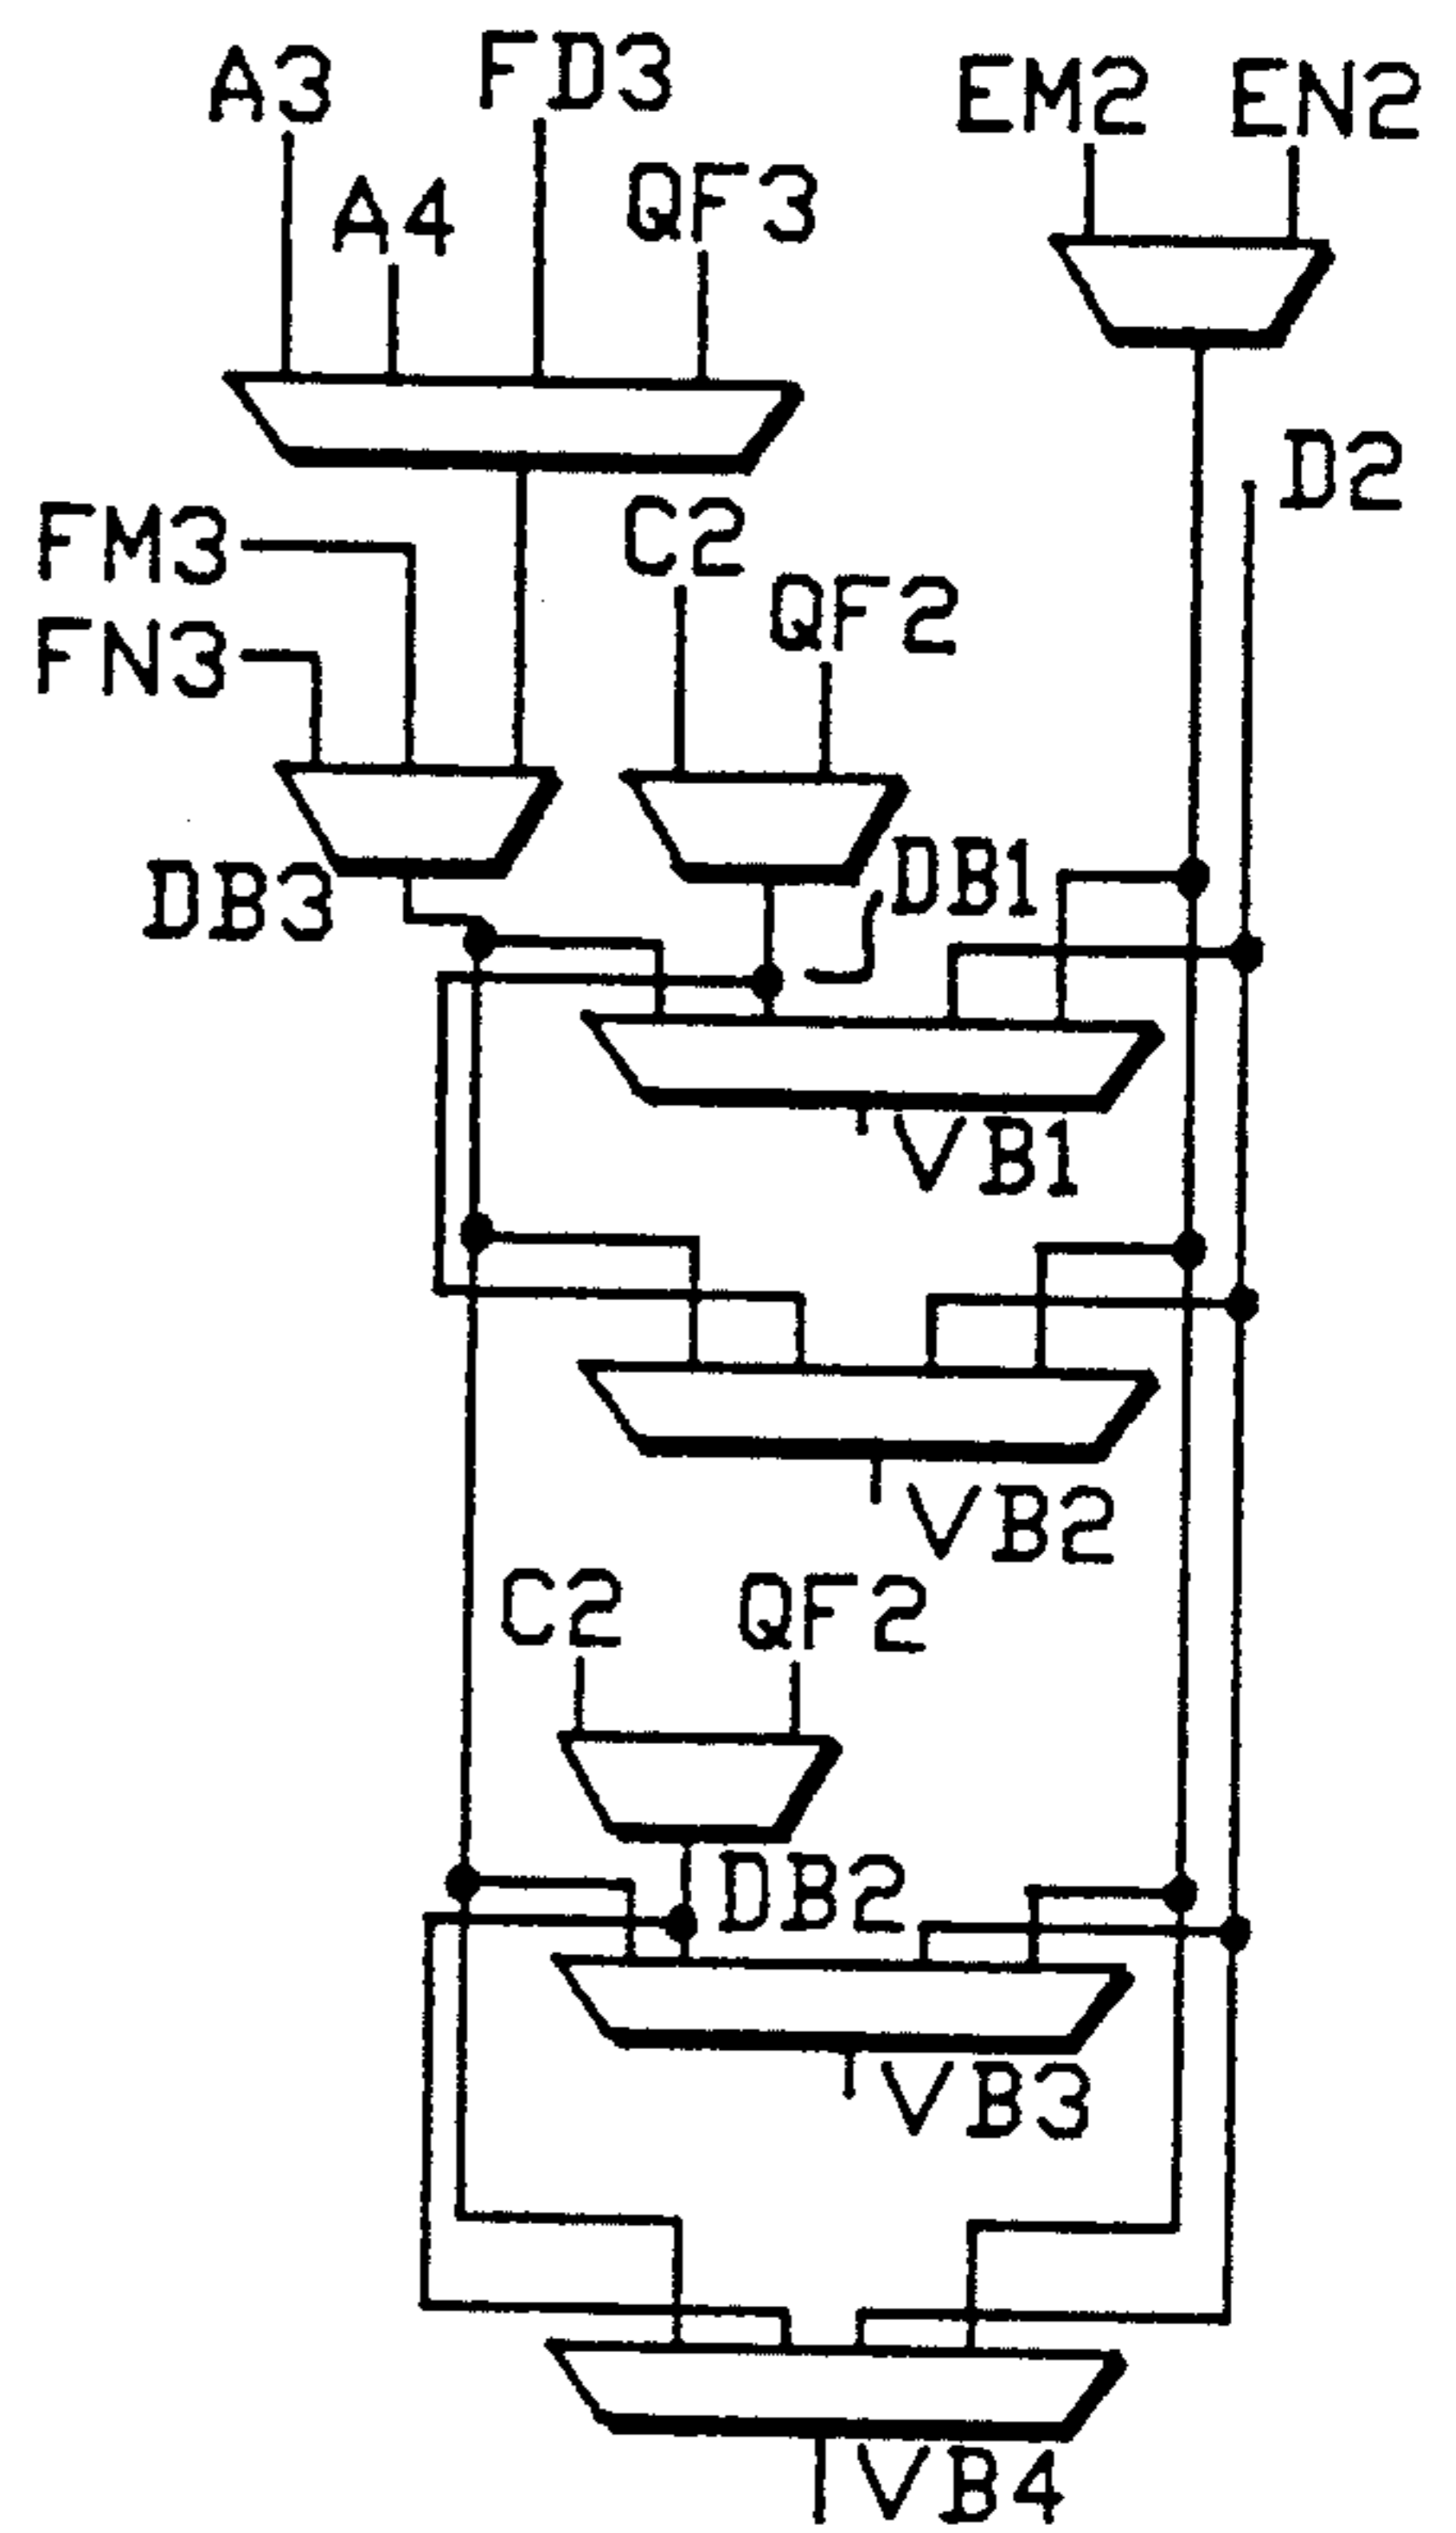 A3
FD3
EM2
EN2
A4
QF3
D2
FM3
C2
QF2
FN3
DB3
DB1
VB1
VB2
C2
QF2
DB2
VB3
VB4